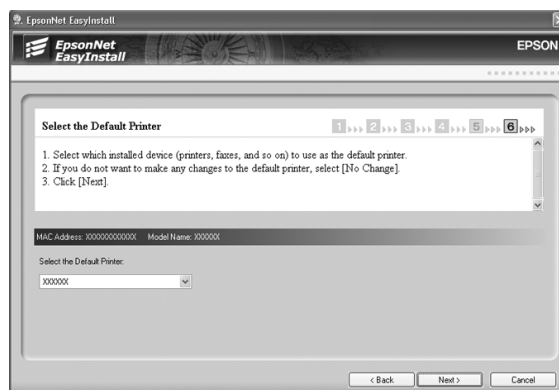 EpsonNet EasyInstall
EpsonNet
EasyInstall
EPSON
Select the Default Printer
1 2 3 4 5 6
1. Select which installed device (printers, faxes, and so on) to use as the default printer.
2. If you do not want to make any changes to the default printer, select [No Change].
3. Click [Next].
MAC Address: XXXXXXXXXXXX Model Name: XXXXXX
Select the Default Printer:
XXXXXX
< Back
Next >
Cancel